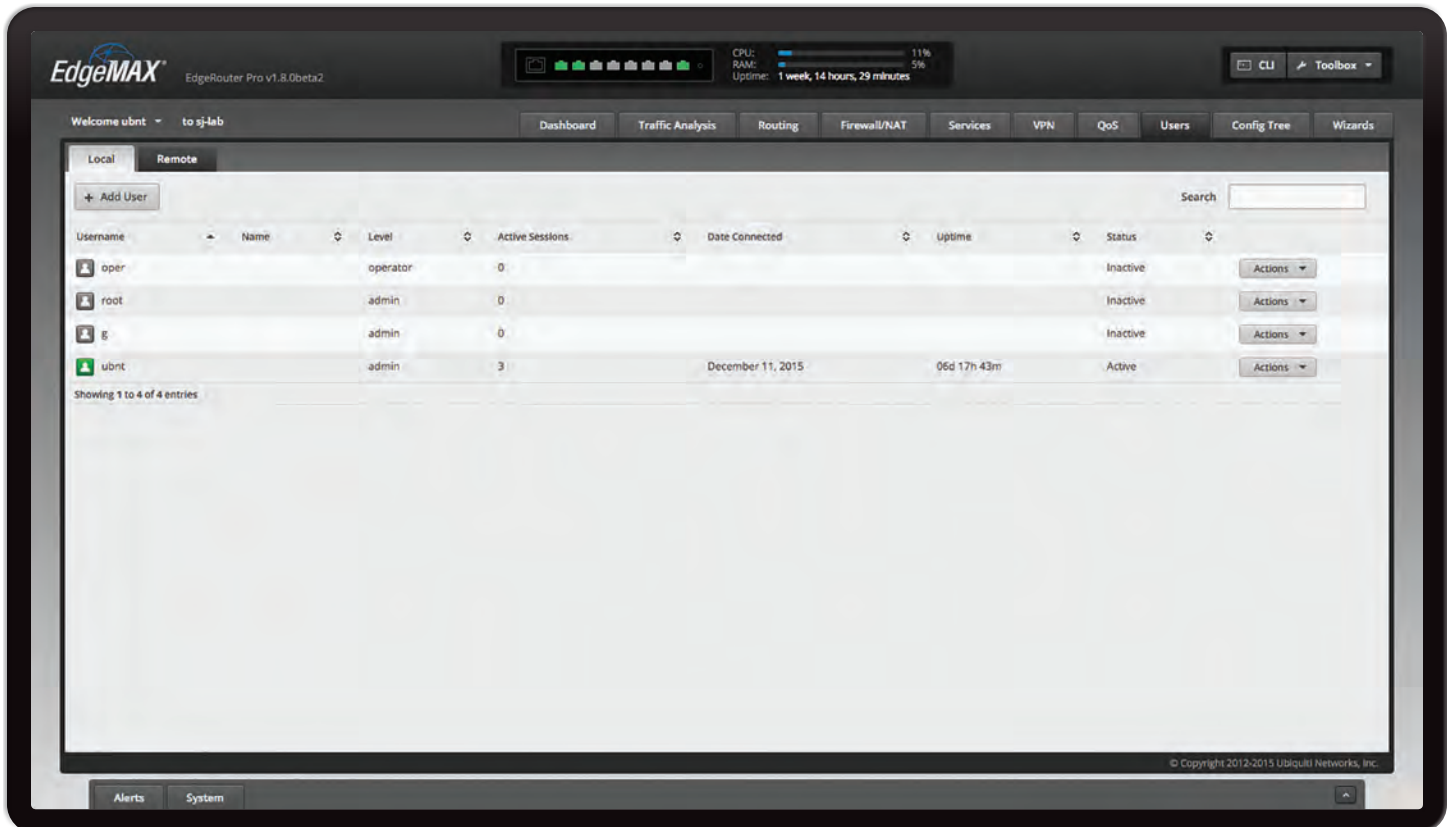 EdgeMAX®
EdgeRouter Pro v1.8.0beta2
CPU: 11%
RAM: 5%
Uptime: 1 week, 14 hours, 29 minutes
CLI Toolbox
Welcome ubnt to sj-lab
Dashboard Traffic Analysis Routing Firewall/NAT Services VPN QoS Users Config Tree Wizards
Local Remote
+ Add User
Search
Username Name Level Active Sessions Date Connected Uptime Status
oper operator 0 Inactive Actions
root admin 0 Inactive Actions
g admin 0 Inactive Actions
ubnt admin 3 December 11, 2015 06d 17h 43m Active Actions
Showing 1 to 4 of 4 entries
© Copyright 2012-2015 Ubiquiti Networks, Inc.
Alerts System